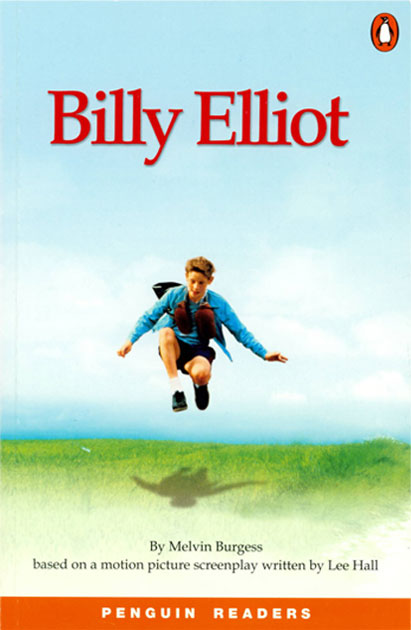 Billy Elliot
By Melvin Burgess
based on a motion picture screenplay written by Lee Hall
PENGUIN READERS